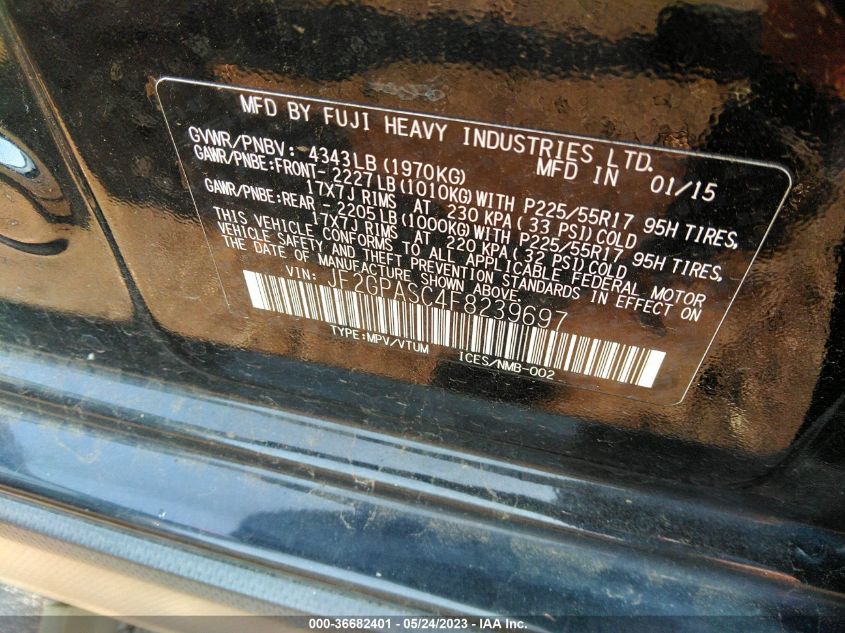 MFD BY FUJI HEAVY INDUSTRIES LTD.
GVWR/PNBV: 4343LB (1970KG) MFD IN 01/15
GAWR/PNBE:FRONT- 2227LB(1010KG)WITH P225/55R17 95H TIRES,
17X7J RIMS AT 230 KPA( 33 PSI)COLD
GAWR/PNBE:REAR - 2205LB(1000KG)WITH P225/55R17 95H TIRES,
17X7J RIMS AT 220 KPA( 32 PSI)COLD
THIS VEHICLE CONFORMS TO ALL APPLICABLE FEDERAL MOTOR
VEHICLE SAFETY AND THEFT PREVENTION STANDARDS IN EFFECT ON
THE DATE OF MANUFACTURE SHOWN ABOVE.
VIN: JF2GPASC4F8239697
TYPE:MPV/VTUM ICES/NMB-002
000-36682401 - 05/24/2023 - IAA Inc.